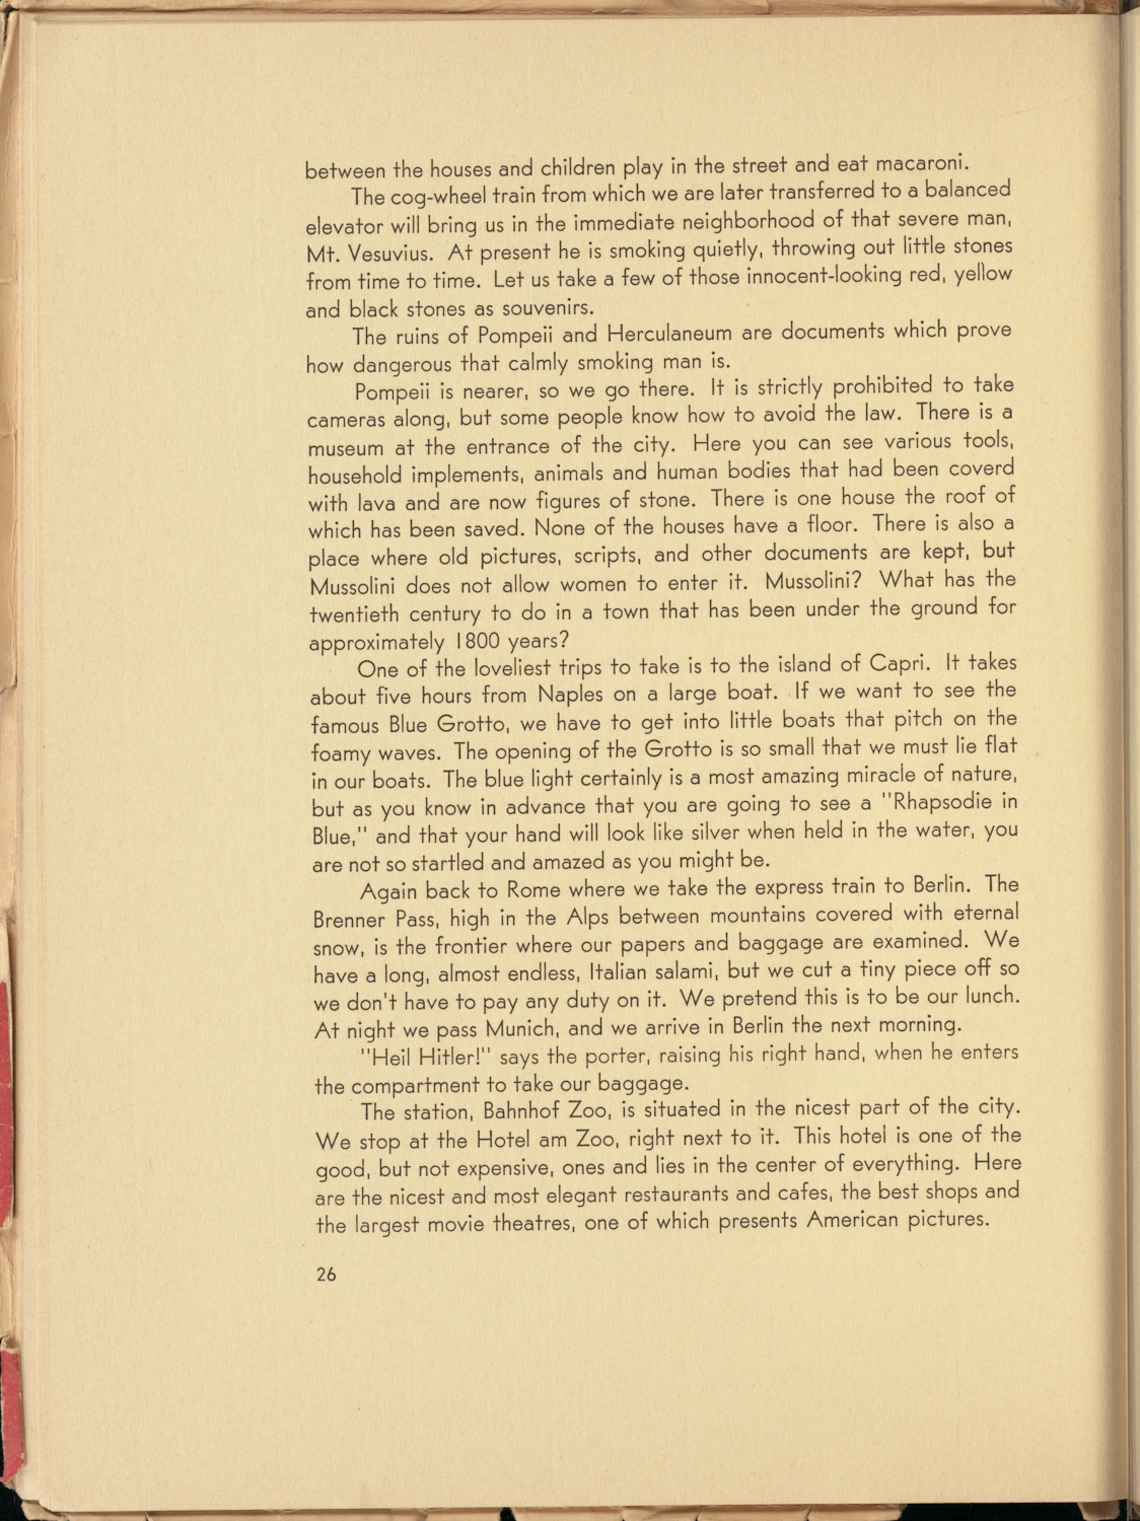 between the houses and children play in the street and eat macaroni.
The cog-wheel train from which we are later transferred to a balanced
elevator will bring us in the immediate neighborhood of that severe man,
Mt. Vesuvius. At present he is smoking quietly, throwing out little stones
from time to time. Let us take a few of those innocent-looking red, yellow
and black stones as souvenirs.
The ruins of Pompeii and Herculaneum are documents which prove
how dangerous that calmly smoking man is.
Pompeii is nearer, so we go there. It is strictly prohibited to take
cameras along, but some people know how to avoid the law. There is a
museum at the entrance of the city. Here you can see various tools,
household implements, animals and human bodies that had been coverd
with lava and are now figures of stone. There is one house the roof of
which has been saved. None of the houses have a floor. There is also a
place where old pictures, scripts, and other documents are kept, but
Mussolini does not allow women to enter it. Mussolini? What has the
twentieth century to do in a town that has been under the ground for
approximately 1800 years?
One of the loveliest trips to take is to the island of Capri. It takes
about five hours from Naples on a large boat. If we want to see the
famous Blue Grotto, we have to get into little boats that pitch on the
foamy waves. The opening of the Grotto is so small that we must lie flat
in our boats. The blue light certainly is a most amazing miracle of nature,
but as you know in advance that you are going to see a "Rhapsodie in
Blue," and that your hand will look like silver when held in the water, you
are not so startled and amazed as you might be.
Again back to Rome where we take the express train to Berlin. The
Brenner Pass, high in the Alps between mountains covered with eternal
snow, is the frontier where our papers and baggage are examined. We
have a long, almost endless, Italian salami, but we cut a tiny piece off so
we don't have to pay any duty on it. We pretend this is to be our lunch.
At night we pass Munich, and we arrive in Berlin the next morning.
"Heil Hitler!" says the porter, raising his right hand, when he enters
the compartment to take our baggage.
The station, Bahnhof Zoo, is situated in the nicest part of the city.
We stop at the Hotel am Zoo, right next to it. This hotel is one of the
good, but not expensive, ones and lies in the center of everything. Here
are the nicest and most elegant restaurants and cafes, the best shops and
the largest movie theatres, one of which presents American pictures.
26